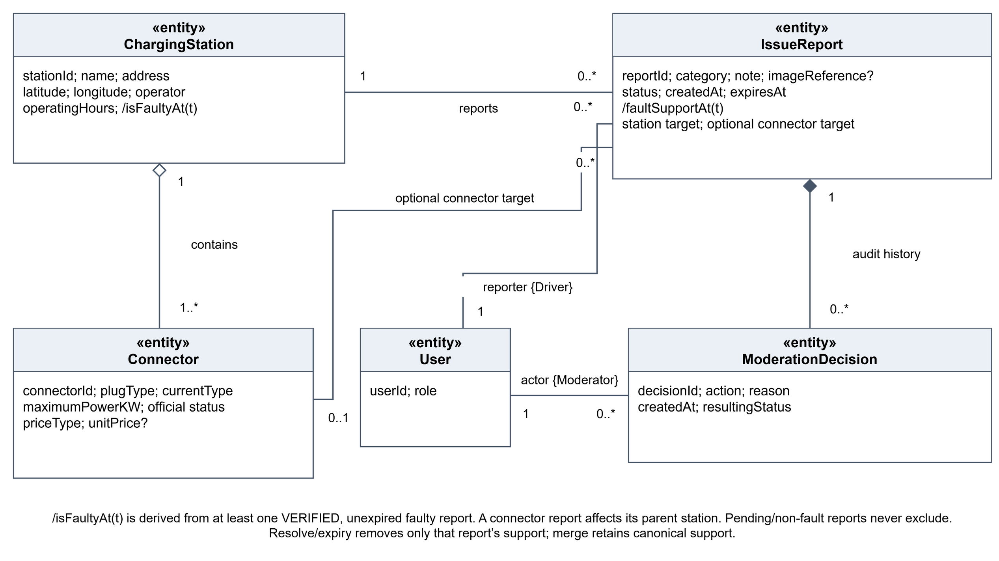 «entity»
ChargingStation
stationId; name; address
latitude; longitude; operator
operatingHours; /isFaultyAt(t)
«entity»
IssueReport
reportId; category; note; imageReference?
status; createdAt; expiresAt
/faultSupportAt(t)
station target; optional connector target
1
0..*
reports
0..*
0..*
1
optional connector target
1
contains
audit history
reporter {Driver}
1..*
1
0..*
«entity»
Connector
connectorId; plugType; currentType
maximumPowerKW; official status
priceType; unitPrice?
0..1
«entity»
User
userId; role
actor {Moderator}
1
0..*
«entity»
ModerationDecision
decisionId; action; reason
createdAt; resultingStatus
/isFaultyAt(t) is derived from at least one VERIFIED, unexpired faulty report. A connector report affects its parent station. Pending/non-fault reports never exclude.
Resolve/expiry removes only that report’s support; merge retains canonical support.